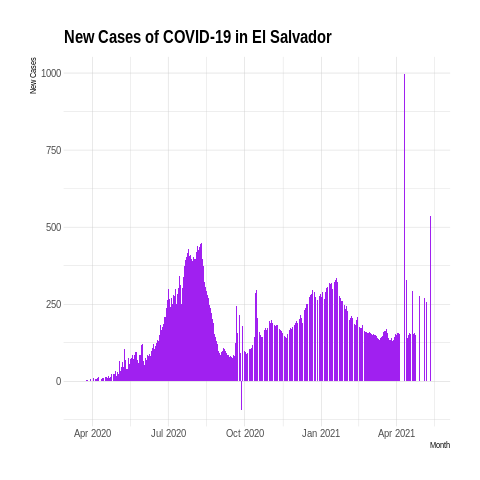 New Cases of COVID-19 in El Salvador
New Cases
1000
750
500
250
0
Apr 2020 Jul 2020 Oct 2020 Jan 2021 Apr 2021
Month